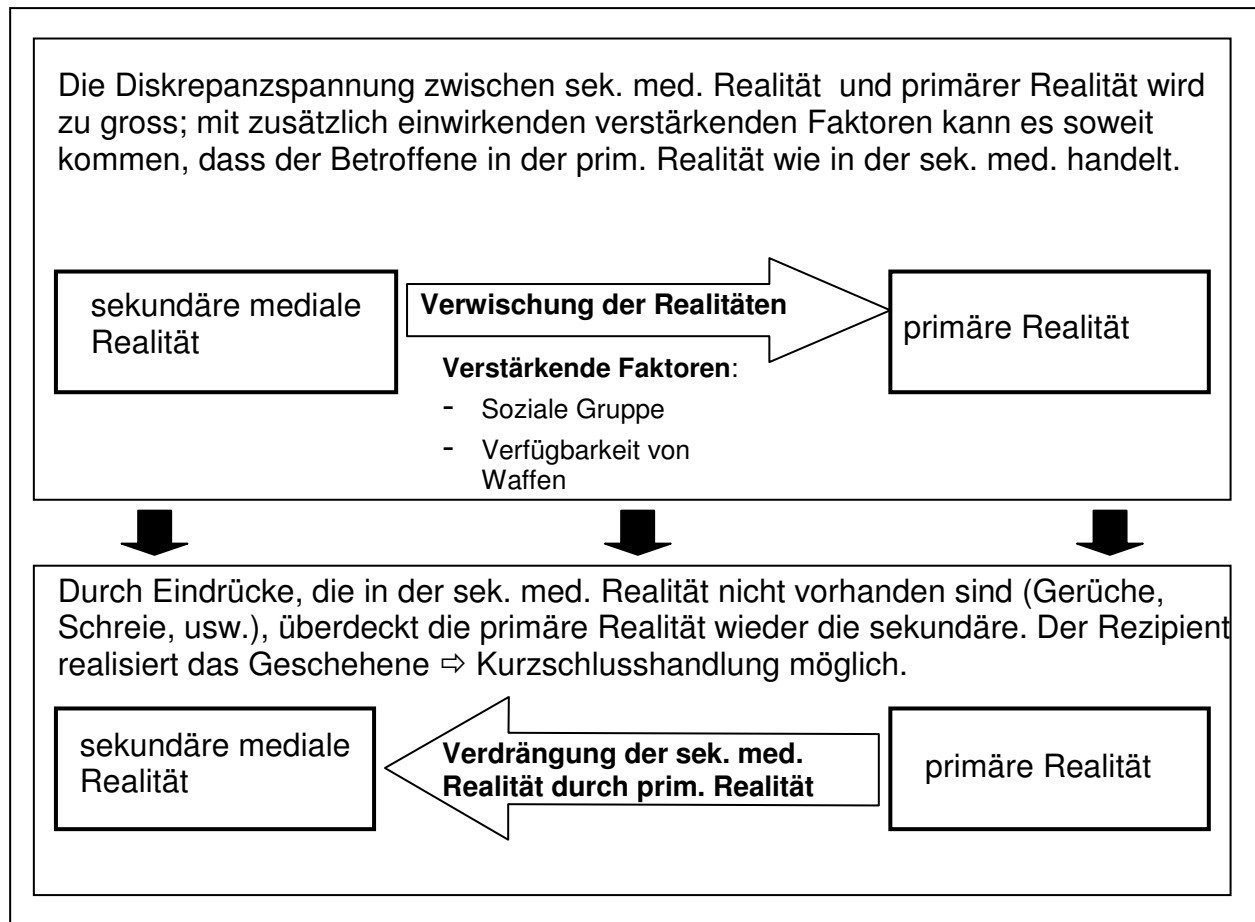 Die Diskrepanzspannung zwischen sek. med. Realität und primärer Realität wird
zu gross; mit zusätzlich einwirkenden verstärkenden Faktoren kann es soweit
kommen, dass der Betroffene in der prim. Realität wie in der sek. med. handelt.
sekundäre mediale
Realität
Verwischung der Realitäten
primäre Realität
Verstärkende Faktoren:
- Soziale Gruppe
- Verfügbarkeit von
Waffen
Durch Eindrücke, die in der sek. med. Realität nicht vorhanden sind (Gerüche,
Schreie, usw.), überdeckt die primäre Realität wieder die sekundäre. Der Rezipient
realisiert das Geschehene ⇨ Kurzschlusshandlung möglich.
sekundäre mediale
Realität
Verdrängung der sek. med.
Realität durch prim. Realität
primäre Realität